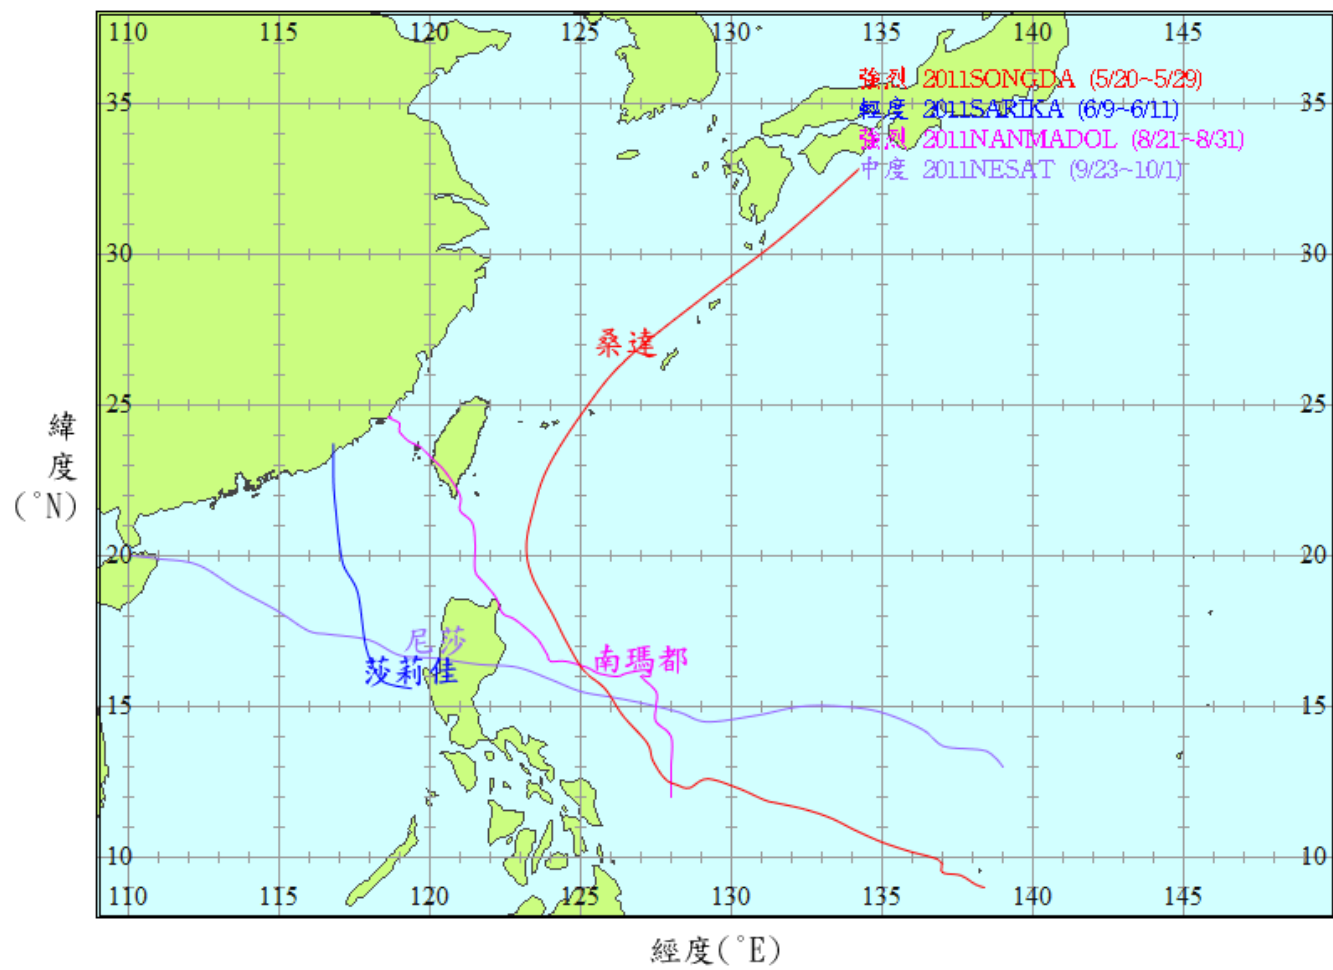 110 115 120 125 130 135 140 145
強烈 2011SONGDA (5/20~5/29)
35 35
經度 2011SARIKA (6/9~6/11)
強烈 2011NANMADOL (8/21~8/31)
中度 2011NESAT (9/23~10/1)
30 30
桑達
25 25
緯度
(°N)
20 20
尼莎
南瑪都
莎莉佳
15 15
10 10
110 115 120 125 130 135 140 145
經度(°E)